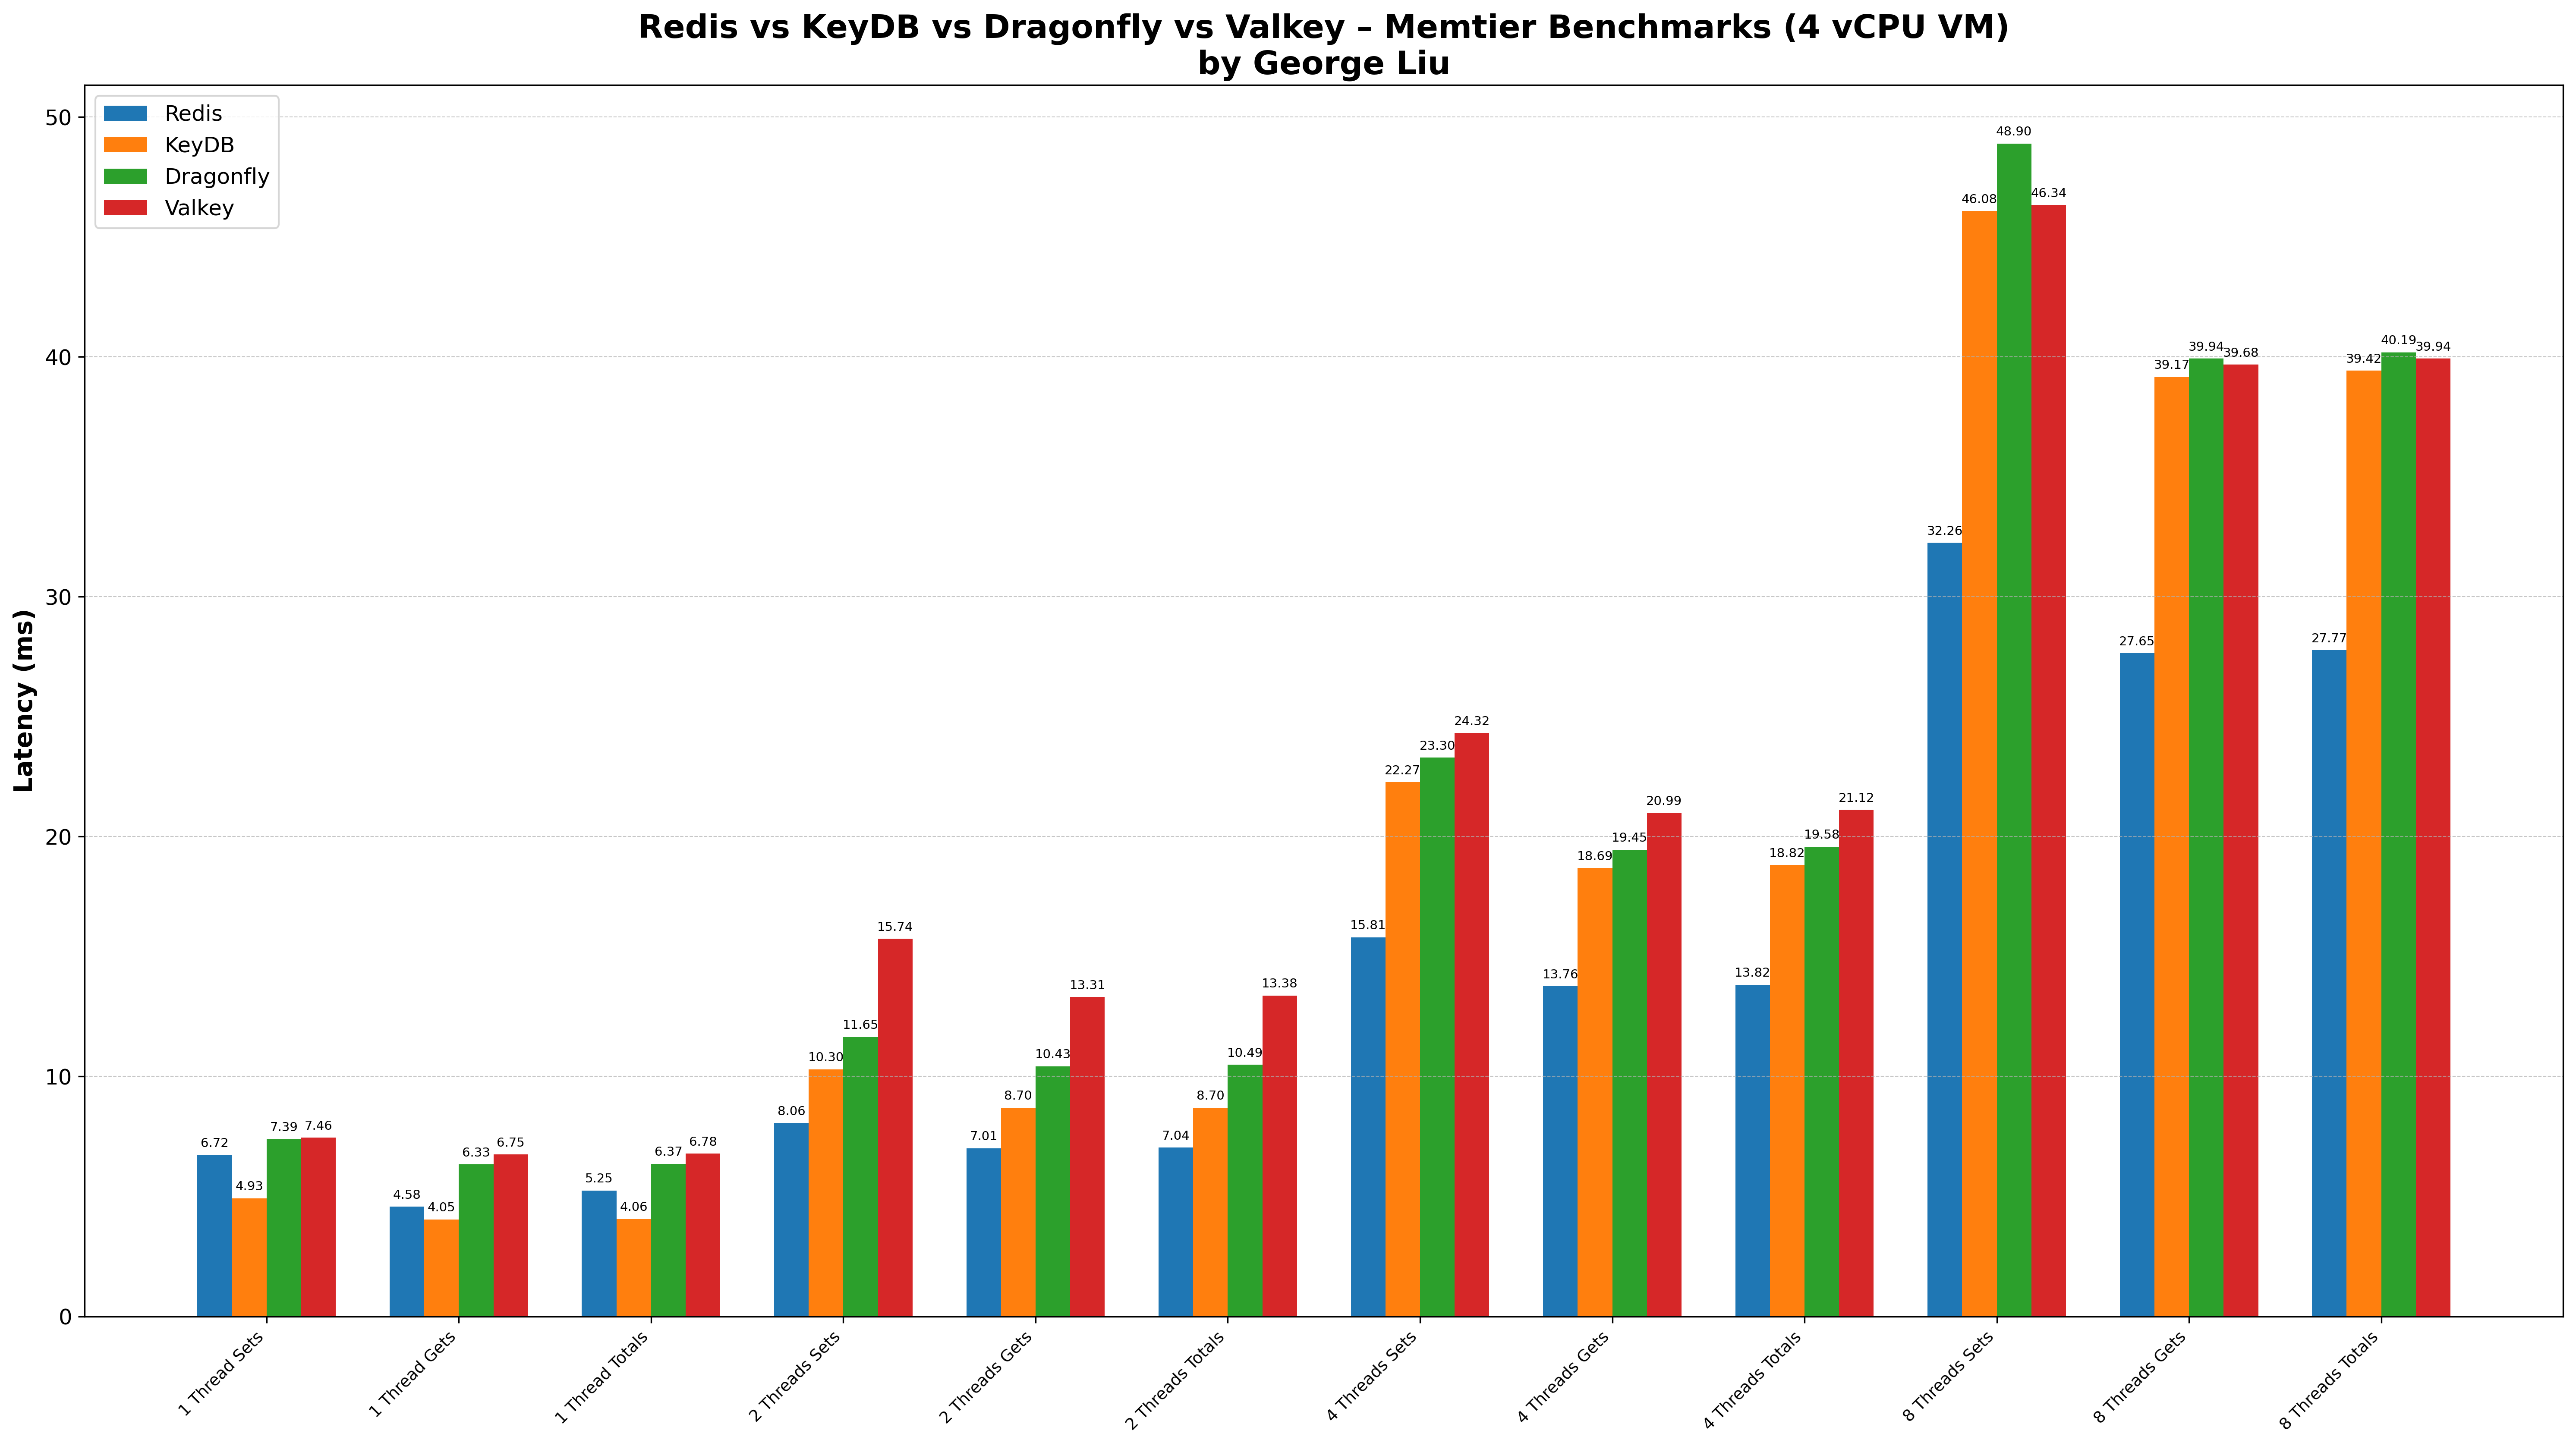 Redis vs KeyDB vs Dragonfly vs Valkey – Memtier Benchmarks (4 vCPU VM)
by George Liu
Redis
KeyDB
Dragonfly
Valkey
Latency (ms)
50
40
30
20
10
0
6.72 4.93 7.39 7.46
4.58 4.05 6.33 6.75
5.25 4.06 6.37 6.78
8.06 10.30 11.65 15.74
7.01 8.70 10.43 13.31
7.04 8.70 10.49 13.38
15.81 22.27 23.30 24.32
13.76 18.69 19.45 20.99
13.82 18.82 19.58 21.12
32.26 46.08 48.90 46.34
27.65 39.17 39.94 39.68
27.77 39.42 40.19 39.94
1 Thread Sets
1 Thread Gets
1 Thread Totals
2 Threads Sets
2 Threads Gets
2 Threads Totals
4 Threads Sets
4 Threads Gets
4 Threads Totals
8 Threads Sets
8 Threads Gets
8 Threads Totals